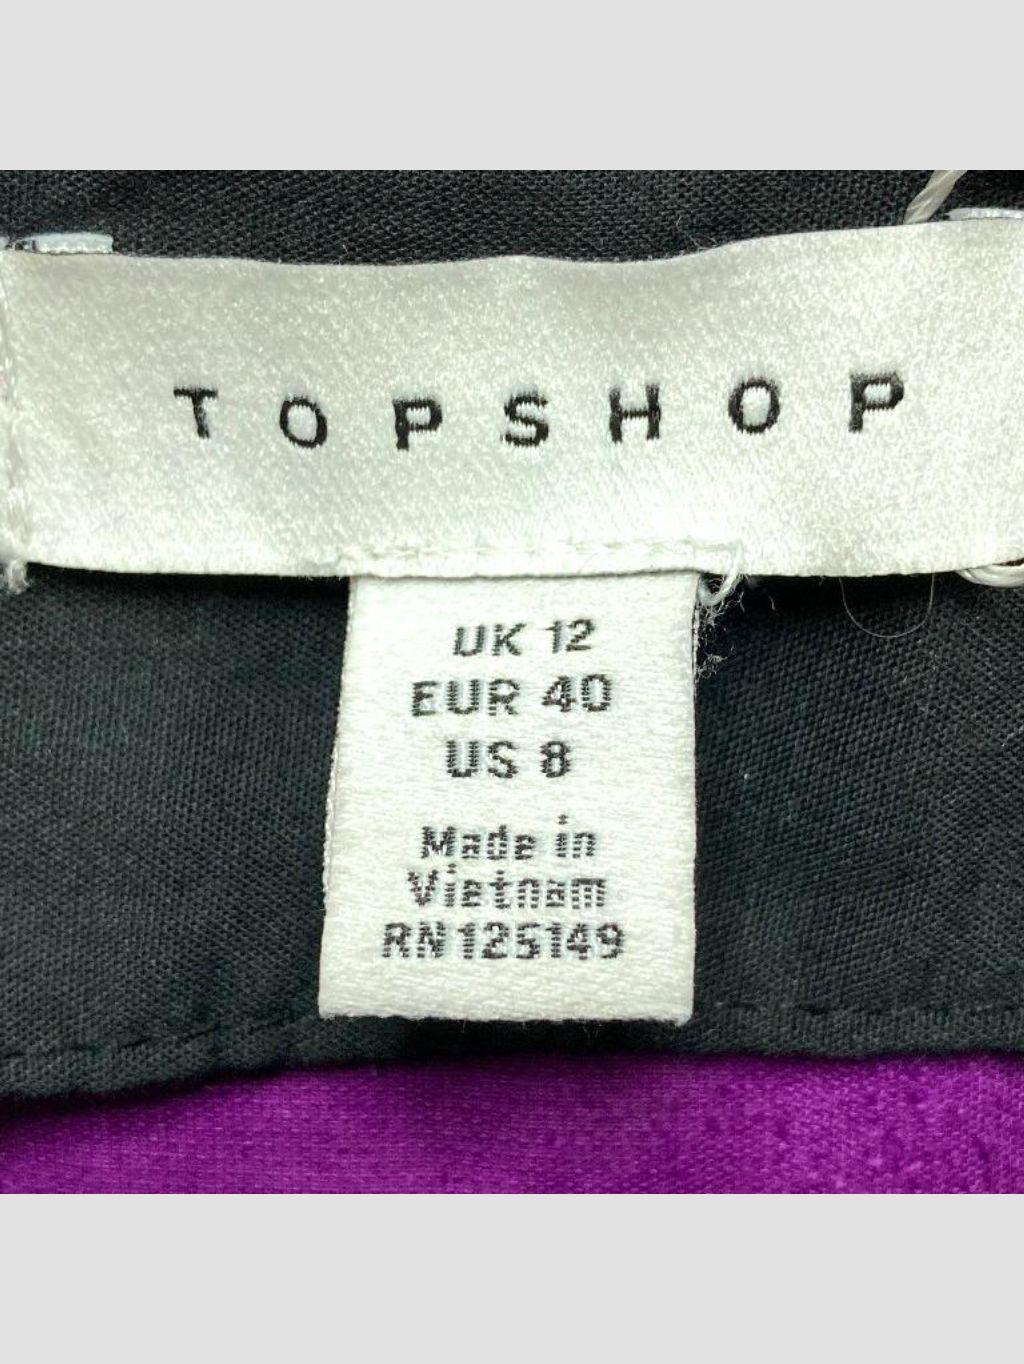 TOPSHOP
UK 12
EUR 40
US 8
Made in
Vietnam
RN125149